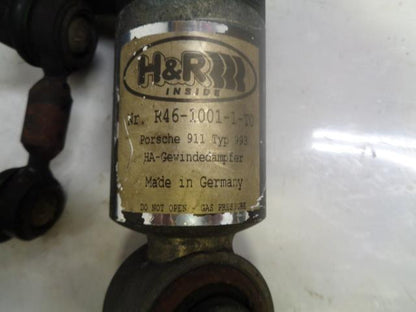 H&R
INSIDE
Nr. R46-1001-1-TO
Porsche 911 Typ 993
HA-Gewindedämpfer
Made in Germany
DO NOT OPEN - GAS PRESSURE